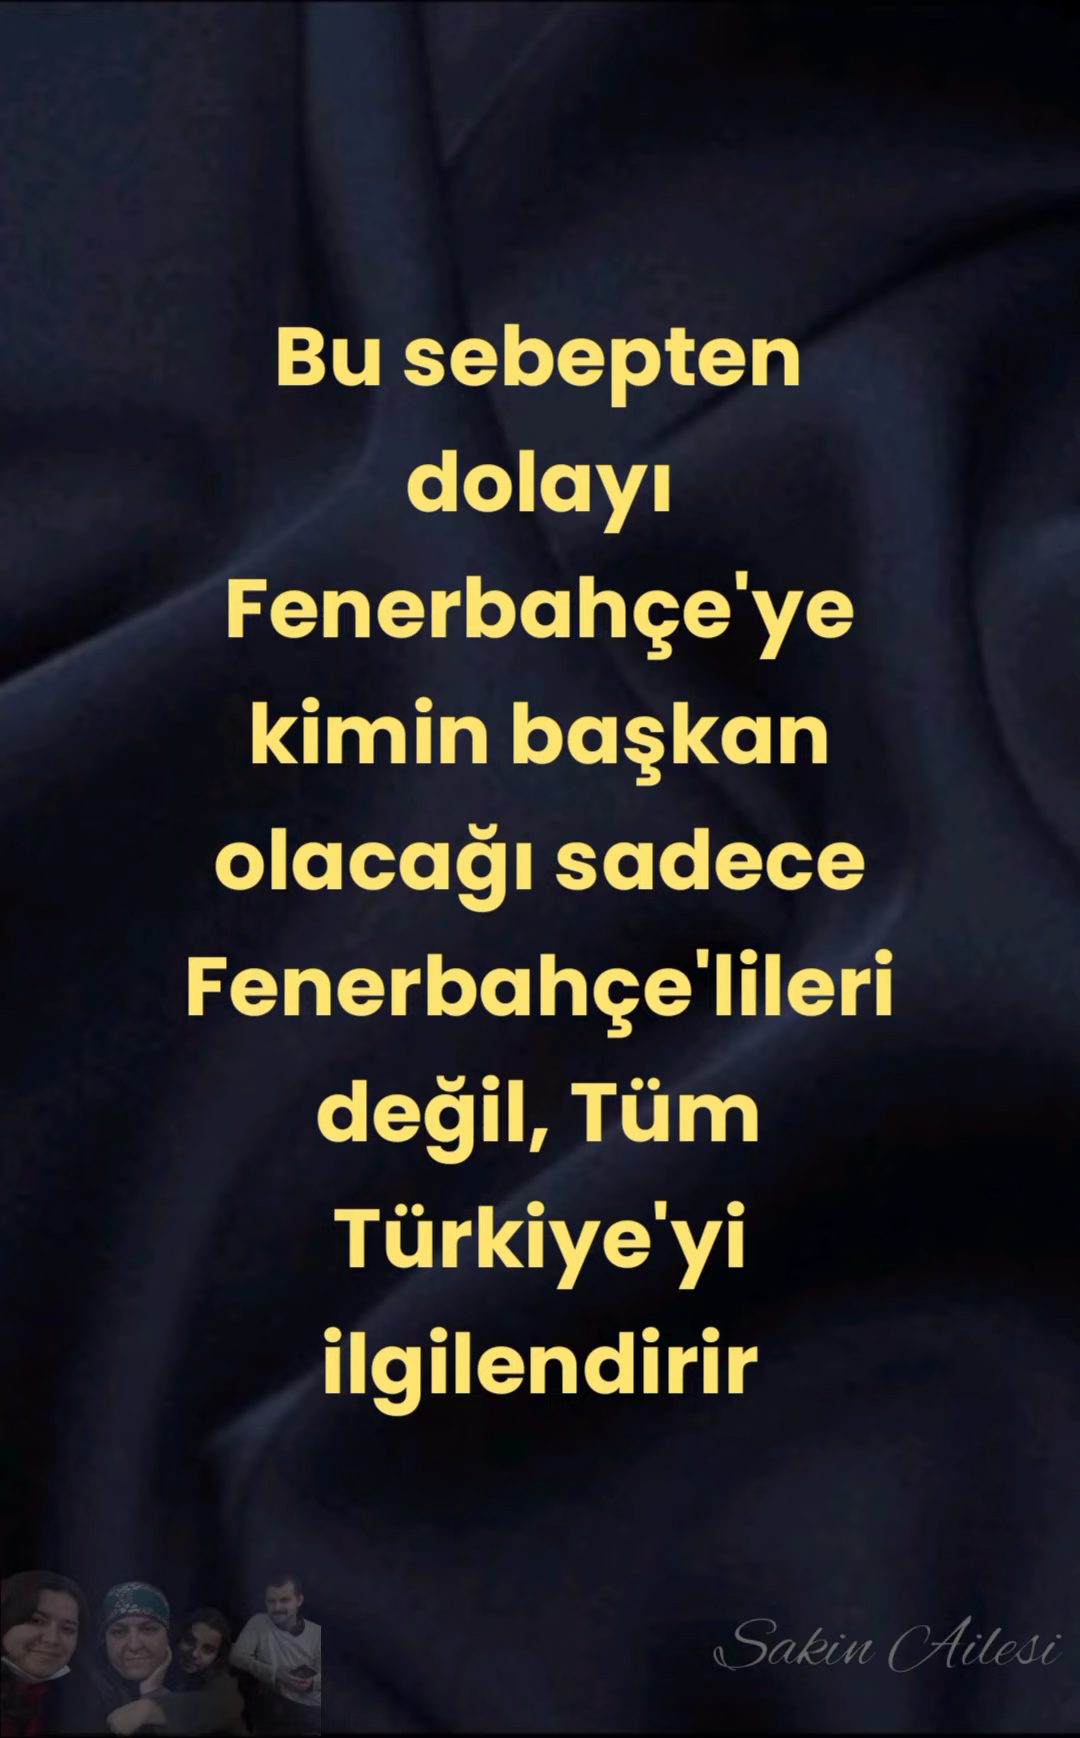 Bu sebepten
dolayı
Fenerbahçe'ye
kimin başkan
olacağı sadece
Fenerbahçe'lileri
değil, Tüm
Türkiye'yi
ilgilendirir
Sakin Ailesi